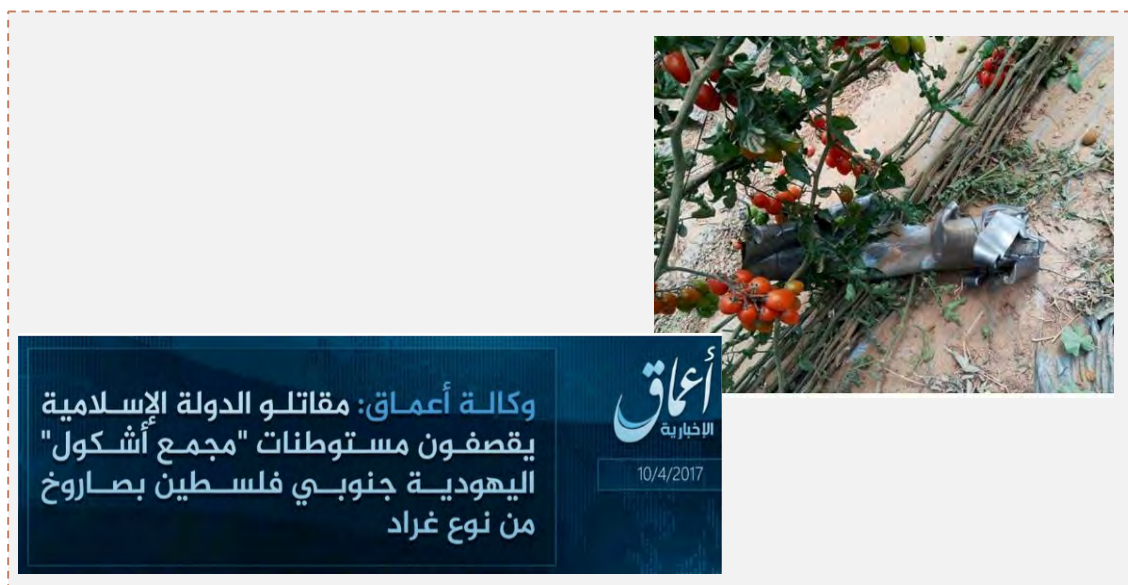 وكالة أعماق: مقاتلو الدولة الإسلامية
يقصفون مستوطنات "مجمع أشكول"
اليهودية جنوبي فلسطين بصاروخ
من نوع غراد
أعماق
الإخبارية
10/4/2017